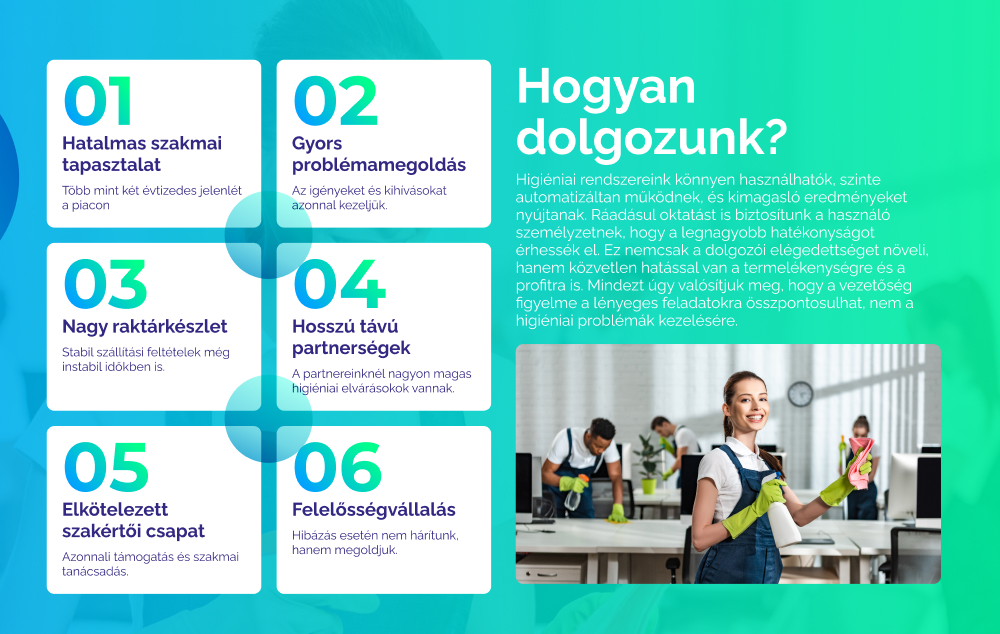 01
Hatalmas szakmai
tapasztalat
Több mint két évtizedes jelenlét
a piacon
02
Gyors
problémamegoldás
Az igényeket és kihívásokat
azonnal kezeljük.
03
Nagy raktárkészlet
Stabil szállítási feltételek még
instabil időkben is.
04
Hosszú távú
partnerségek
A partnereinknél nagyon magas
higiéniai elvárásokok vannak.
05
Elkötelezett
szakértői csapat
Azonnali támogatás és szakmai
tanácsadás.
06
Felelősségvállalás
Hibázás esetén nem hárítunk,
hanem megoldjuk.
Hogyan
dolgozunk?
Higiéniai rendszereink könnyen használhatók, szinte
automatizáltan működnek, és kimagasló eredményeket
nyújtanak. Ráadásul oktatást is biztosítunk a használó
személyzetnek, hogy a legnagyobb hatékonyságot
érhessék el. Ez nemcsak a dolgozói elégedettséget növeli,
hanem közvetlen hatással van a termelékenységre és a
profitra is. Mindezt úgy valósítjuk meg, hogy a vezetőség
figyelme a lényeges feladatokra összpontosulhat, nem a
higiéniai problémák kezelésére.